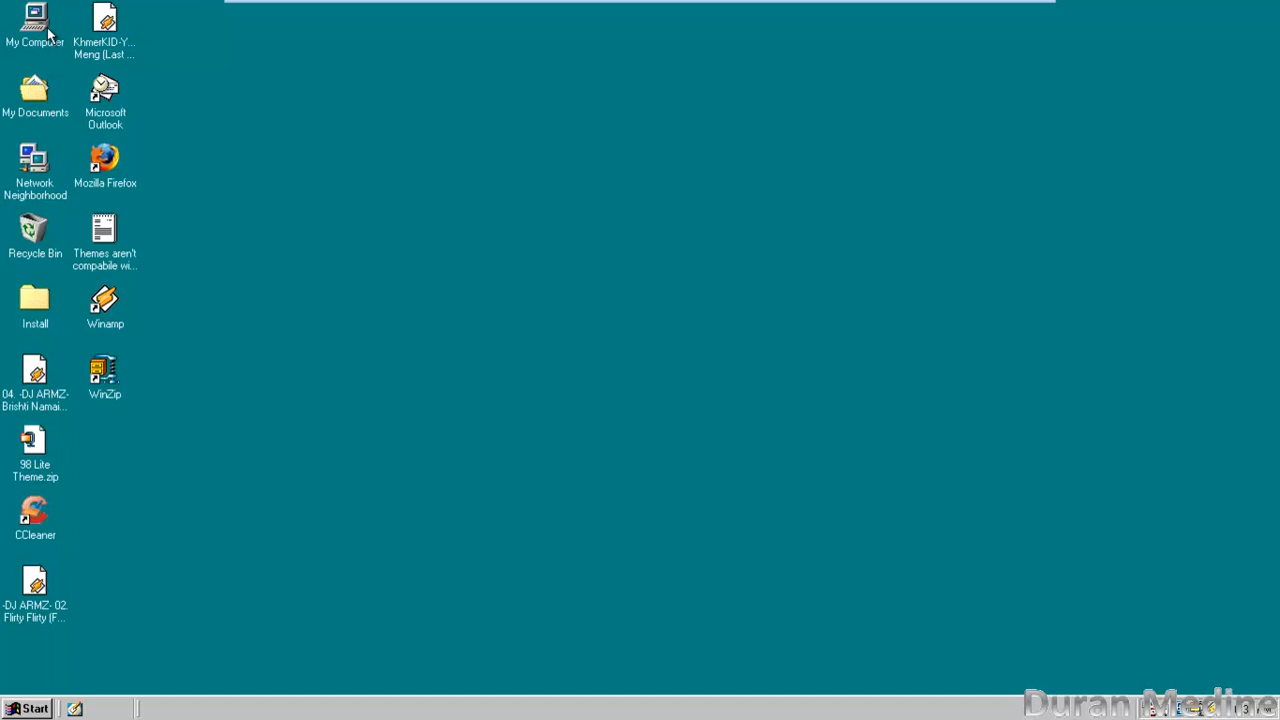 My Computer
KhmerKID-Y...
Meng (Last ...
My Documents
Microsoft
Outlook
Network
Neighborhood
Mozilla Firefox
Recycle Bin
Themes aren't
compabile wi...
Install
Winamp
04. -DJ ARMZ-
Brishti Namai...
WinZip
98 Lite
Theme.zip
CCleaner
-DJ ARMZ- 02.
Flirty Flirty (F...
Start
Duran Medine